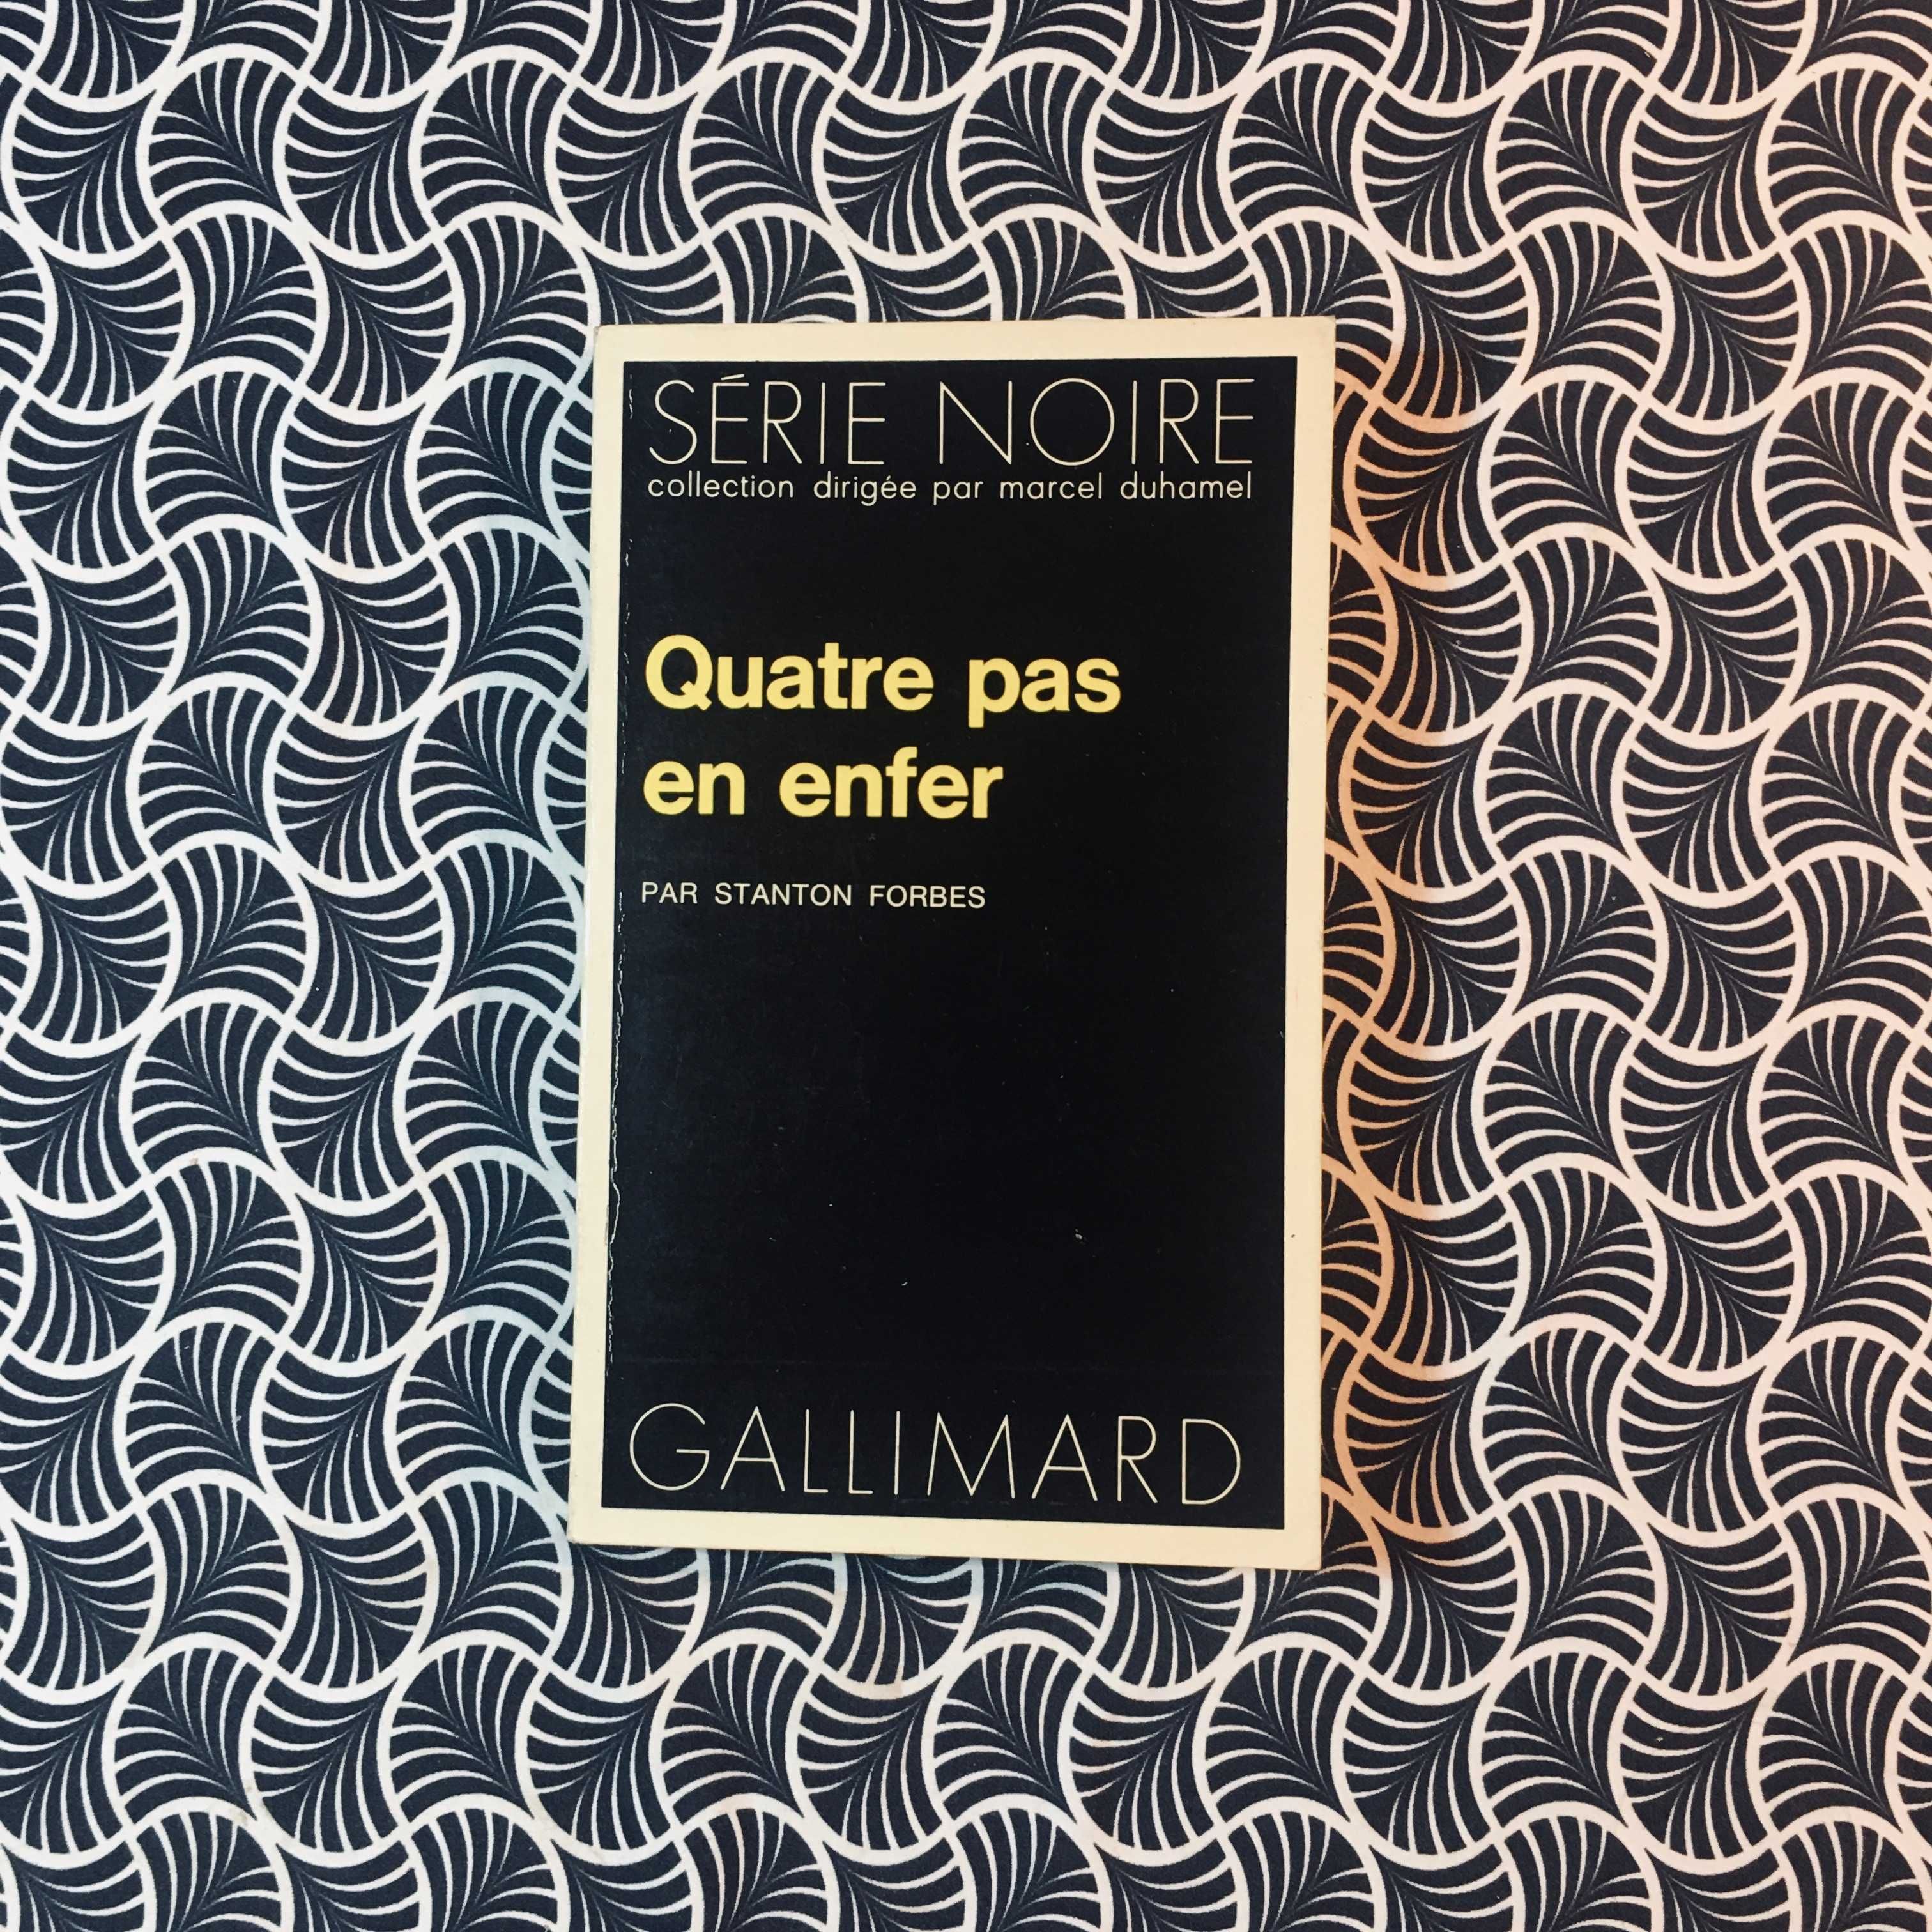 SÉRIE NOIRE
collection dirigée par marcel duhamel
Quatre pas
en enfer
PAR STANTON FORBES
GALLIMARD